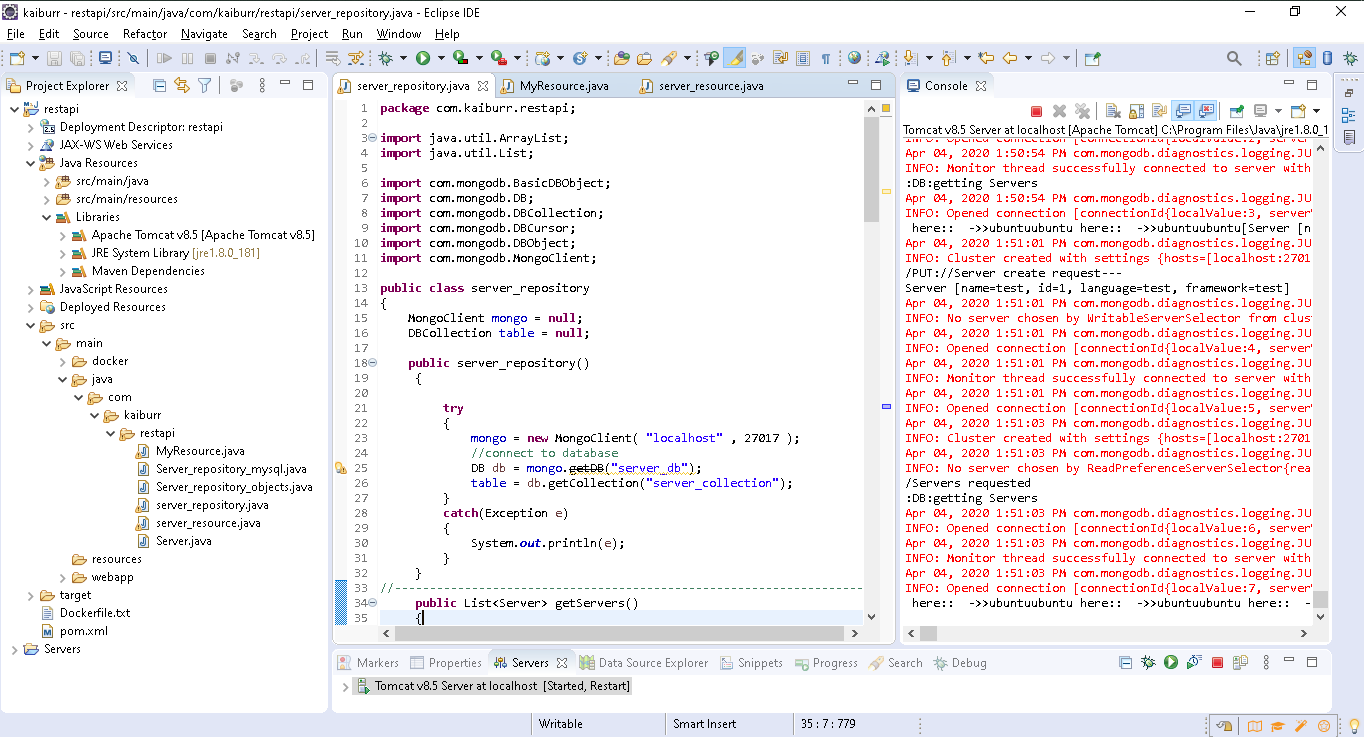 kaiburr - restapi/src/main/java/com/kaiburr/restapi/server_repository.java - Eclipse IDE
File Edit Source Refactor Navigate Search Project Run Window Help
Project Explorer
restapi
Deployment Descriptor: restapi
JAX-WS Web Services
Java Resources
src/main/java
src/main/resources
Libraries
Apache Tomcat v8.5 [Apache Tomcat v8.5]
JRE System Library [jre1.8.0_181]
Maven Dependencies
JavaScript Resources
Deployed Resources
src
main
docker
java
com
kaiburr
restapi
MyResource.java
Server_repository_mysql.java
Server_repository_objects.java
server_repository.java
server_resource.java
Server.java
resources
webapp
target
Dockerfile.txt
pom.xml
Servers
server_repository.java MyResource.java server_resource.java
1 package com.kaiburr.restapi;
2
3 import java.util.ArrayList;
4 import java.util.List;
5
6 import com.mongodb.BasicDBObject;
7 import com.mongodb.DB;
8 import com.mongodb.DBCollection;
9 import com.mongodb.DBCursor;
10 import com.mongodb.DBObject;
11 import com.mongodb.MongoClient;
12
13 public class server_repository
14 {
15 MongoClient mongo = null;
16 DBCollection table = null;
17
18 public server_repository()
19 {
20
21 try
22 {
23 mongo = new MongoClient( "localhost" , 27017 );
24 //connect to database
25 DB db = mongo.getDB("server_db");
26 table = db.getCollection("server_collection");
27 }
28 catch(Exception e)
29 {
30 System.out.println(e);
31 }
32 }
33 //-------------------------------------------------------------------
34 public List<Server> getServers()
35 {
Console
Tomcat v8.5 Server at localhost [Apache Tomcat] C:\Program Files\Java\jre1.8.0_1
INFO: Opened connection [connectionId{localValue:2, server
Apr 04, 2020 1:50:54 PM com.mongodb.diagnostics.logging.JU
INFO: Monitor thread successfully connected to server with
:DB:getting Servers
Apr 04, 2020 1:50:54 PM com.mongodb.diagnostics.logging.JU
INFO: Opened connection [connectionId{localValue:3, server
here:: ->>ubuntuubuntu here:: ->>ubuntuubuntu[Server [n
Apr 04, 2020 1:51:01 PM com.mongodb.diagnostics.logging.JU
INFO: Cluster created with settings {hosts=[localhost:2701
/PUT://Server create request---
Server [name=test, id=1, language=test, framework=test]
Apr 04, 2020 1:51:01 PM com.mongodb.diagnostics.logging.JU
INFO: No server chosen by WritableServerSelector from clus
Apr 04, 2020 1:51:01 PM com.mongodb.diagnostics.logging.JU
INFO: Opened connection [connectionId{localValue:4, server
Apr 04, 2020 1:51:01 PM com.mongodb.diagnostics.logging.JU
INFO: Monitor thread successfully connected to server with
Apr 04, 2020 1:51:01 PM com.mongodb.diagnostics.logging.JU
INFO: Opened connection [connectionId{localValue:5, server
Apr 04, 2020 1:51:03 PM com.mongodb.diagnostics.logging.JU
INFO: Cluster created with settings {hosts=[localhost:2701
Apr 04, 2020 1:51:03 PM com.mongodb.diagnostics.logging.JU
INFO: No server chosen by ReadPreferenceServerSelector{rea
/Servers requested
:DB:getting Servers
Apr 04, 2020 1:51:03 PM com.mongodb.diagnostics.logging.JU
INFO: Opened connection [connectionId{localValue:6, server
Apr 04, 2020 1:51:03 PM com.mongodb.diagnostics.logging.JU
INFO: Monitor thread successfully connected to server with
Apr 04, 2020 1:51:03 PM com.mongodb.diagnostics.logging.JU
INFO: Opened connection [connectionId{localValue:7, server
here:: ->>ubuntuubuntu here:: ->>ubuntuubuntu here:: -
Markers Properties Servers Data Source Explorer Snippets Progress Search Debug
Tomcat v8.5 Server at localhost [Started, Restart]
Writable Smart Insert 35 : 7 : 779